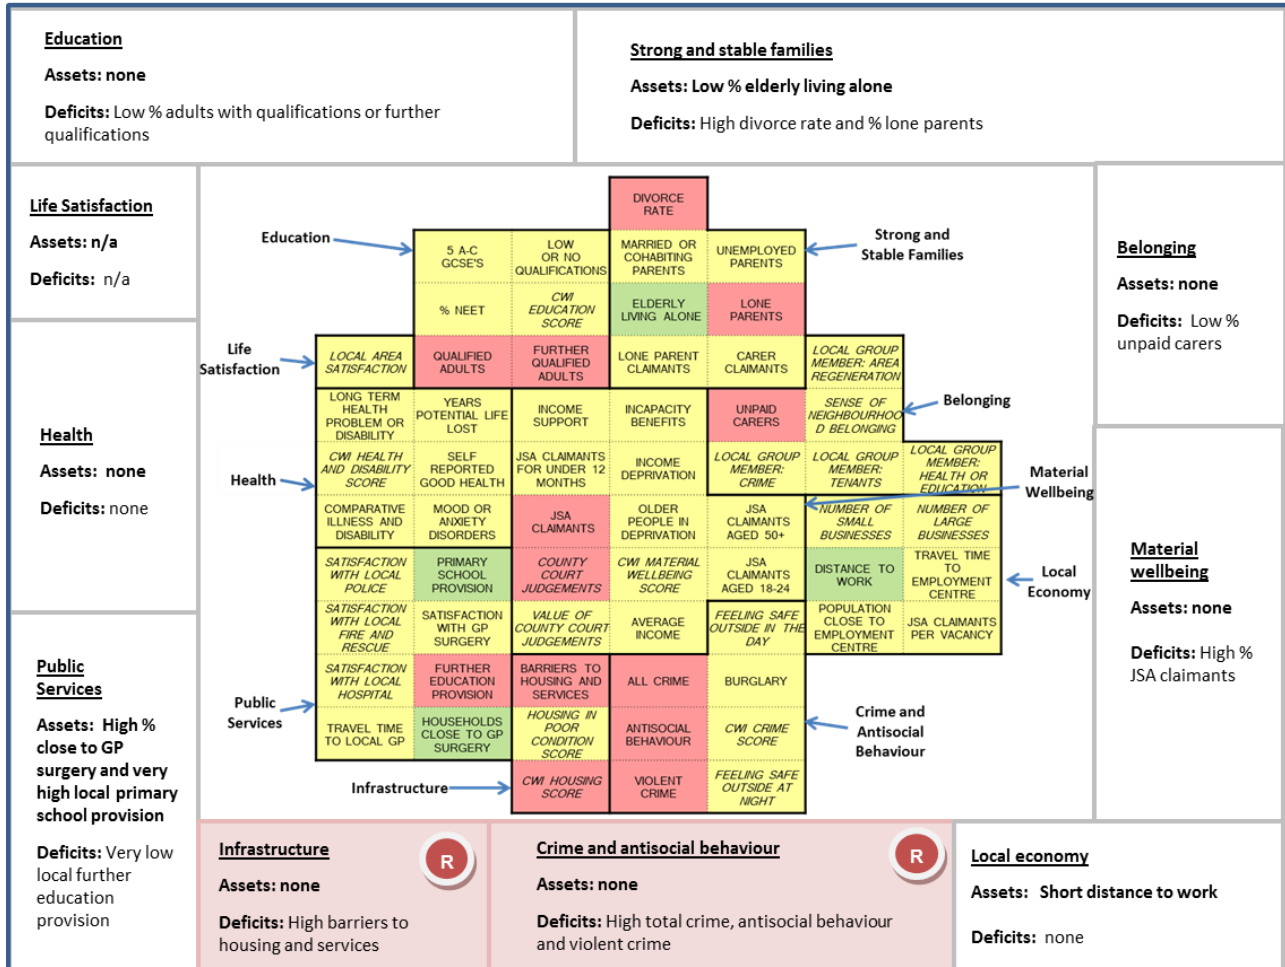 Education
Assets: none
Deficits: Low % adults with qualifications or further
qualifications
Strong and stable families
Assets: Low % elderly living alone
Deficits: High divorce rate and % lone parents
Life Satisfaction
Assets: n/a
Deficits: n/a
Health
Assets: none
Deficits: none
Public
Services
Assets: High %
close to GP
surgery and very
high local primary
school provision
Deficits: Very low
local further
education
provision
Education
Life
Satisfaction
Health
Public
Services
Infrastructure
DIVORCE
RATE
5 A-C
GCSE'S
LOW
OR NO
QUALIFICATIONS
MARRIED OR
COHABITING
PARENTS
UNEMPLOYED
PARENTS
% NEET
CWI
EDUCATION
SCORE
ELDERLY
LIVING ALONE
LONE
PARENTS
LOCAL AREA
SATISFACTION
QUALIFIED
ADULTS
FURTHER
QUALIFIED
ADULTS
LONE PARENT
CLAIMANTS
CARER
CLAIMANTS
LOCAL GROUP
MEMBER: AREA
REGENERATION
LONG TERM
HEALTH
PROBLEM OR
DISABILITY
YEARS
POTENTIAL LIFE
LOST
INCOME
SUPPORT
INCAPACITY
BENEFITS
UNPAID
CARERS
SENSE OF
NEIGHBOURHOO
D BELONGING
CWI HEALTH
AND DISABILITY
SCORE
SELF
REPORTED
GOOD HEALTH
JSA CLAIMANTS
FOR UNDER 12
MONTHS
INCOME
DEPRIVATION
LOCAL GROUP
MEMBER:
CRIME
LOCAL GROUP
MEMBER:
TENANTS
LOCAL GROUP
MEMBER:
HEALTH OR
EDUCATION
COMPARATIVE
ILLNESS AND
DISABILITY
MOOD OR
ANXIETY
DISORDERS
JSA
CLAIMANTS
OLDER
PEOPLE IN
DEPRIVATION
JSA
CLAIMANTS
AGED 50+
NUMBER OF
SMALL
BUSINESSES
NUMBER OF
LARGE
BUSINESSES
SATISFACTION
WITH LOCAL
POLICE
PRIMARY
SCHOOL
PROVISION
COUNTY
COURT
JUDGEMENTS
CWI MATERIAL
WELLBEING
SCORE
JSA
CLAIMANTS
AGED 18-24
DISTANCE TO
WORK
TRAVEL TIME
TO
EMPLOYMENT
CENTRE
SATISFACTION
WITH LOCAL
FIRE AND
RESCUE
SATISFACTION
WITH GP
SURGERY
VALUE OF
COUNTY COURT
JUDGEMENTS
AVERAGE
INCOME
FEELING SAFE
OUTSIDE IN THE
DAY
POPULATION
CLOSE TO
EMPLOYMENT
CENTRE
JSA CLAIMANTS
PER VACANCY
SATISFACTION
WITH LOCAL
HOSPITAL
FURTHER
EDUCATION
PROVISION
BARRIERS TO
HOUSING AND
SERVICES
ALL CRIME
BURGLARY
TRAVEL TIME
TO LOCAL GP
HOUSEHOLDS
CLOSE TO GP
SURGERY
HOUSING IN
POOR
CONDITION
SCORE
ANTISOCIAL
BEHAVIOUR
CWI CRIME
SCORE
CWI HOUSING
SCORE
VIOLENT
CRIME
FEELING SAFE
OUTSIDE AT
NIGHT
Strong and
Stable Families
Belonging
Material
Wellbeing
Local
Economy
Crime and
Antisocial
Behaviour
Belonging
Assets: none
Deficits: Low %
unpaid carers
Material
wellbeing
Assets: none
Deficits: High %
JSA claimants
Infrastructure
R
Assets: none
Deficits: High barriers to
housing and services
Crime and antisocial behaviour
R
Assets: none
Deficits: High total crime, antisocial behaviour
and violent crime
Local economy
Assets: Short distance to work
Deficits: none